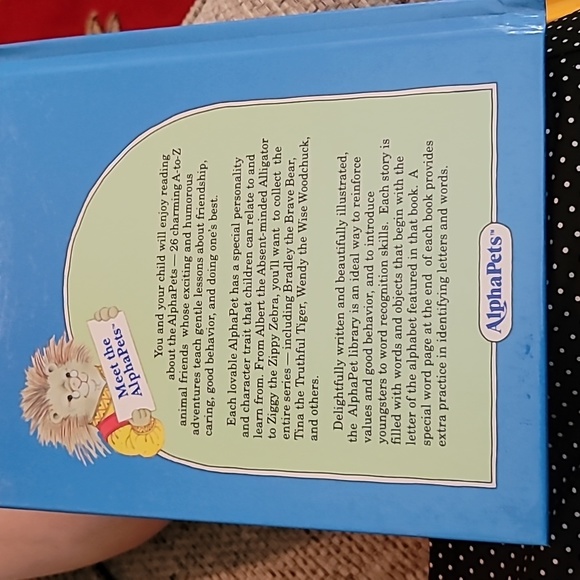 Meet the
AlphaPets™
You and your child will enjoy reading
about the AlphaPets — 26 charming A-to-Z
animal friends whose exciting and humorous
adventures teach gentle lessons about friendship,
caring, good behavior, and doing one's best.
Each lovable AlphaPet has a special personality
and character trait that children can relate to and
learn from. From Albert the Absent-minded Alligator
to Ziggy the Zippy Zebra, you'll want to collect the
entire series — including Bradley the Brave Bear,
Tina the Truthful Tiger, Wendy the Wise Woodchuck,
and others.
Delightfully written and beautifully illustrated,
the AlphaPet library is an ideal way to reinforce
values and good behavior, and to introduce
youngsters to word recognition skills. Each story is
filled with words and objects that begin with the
letter of the alphabet featured in that book. A
special word page at the end of each book provides
extra practice in identifying letters and words.
AlphaPets™